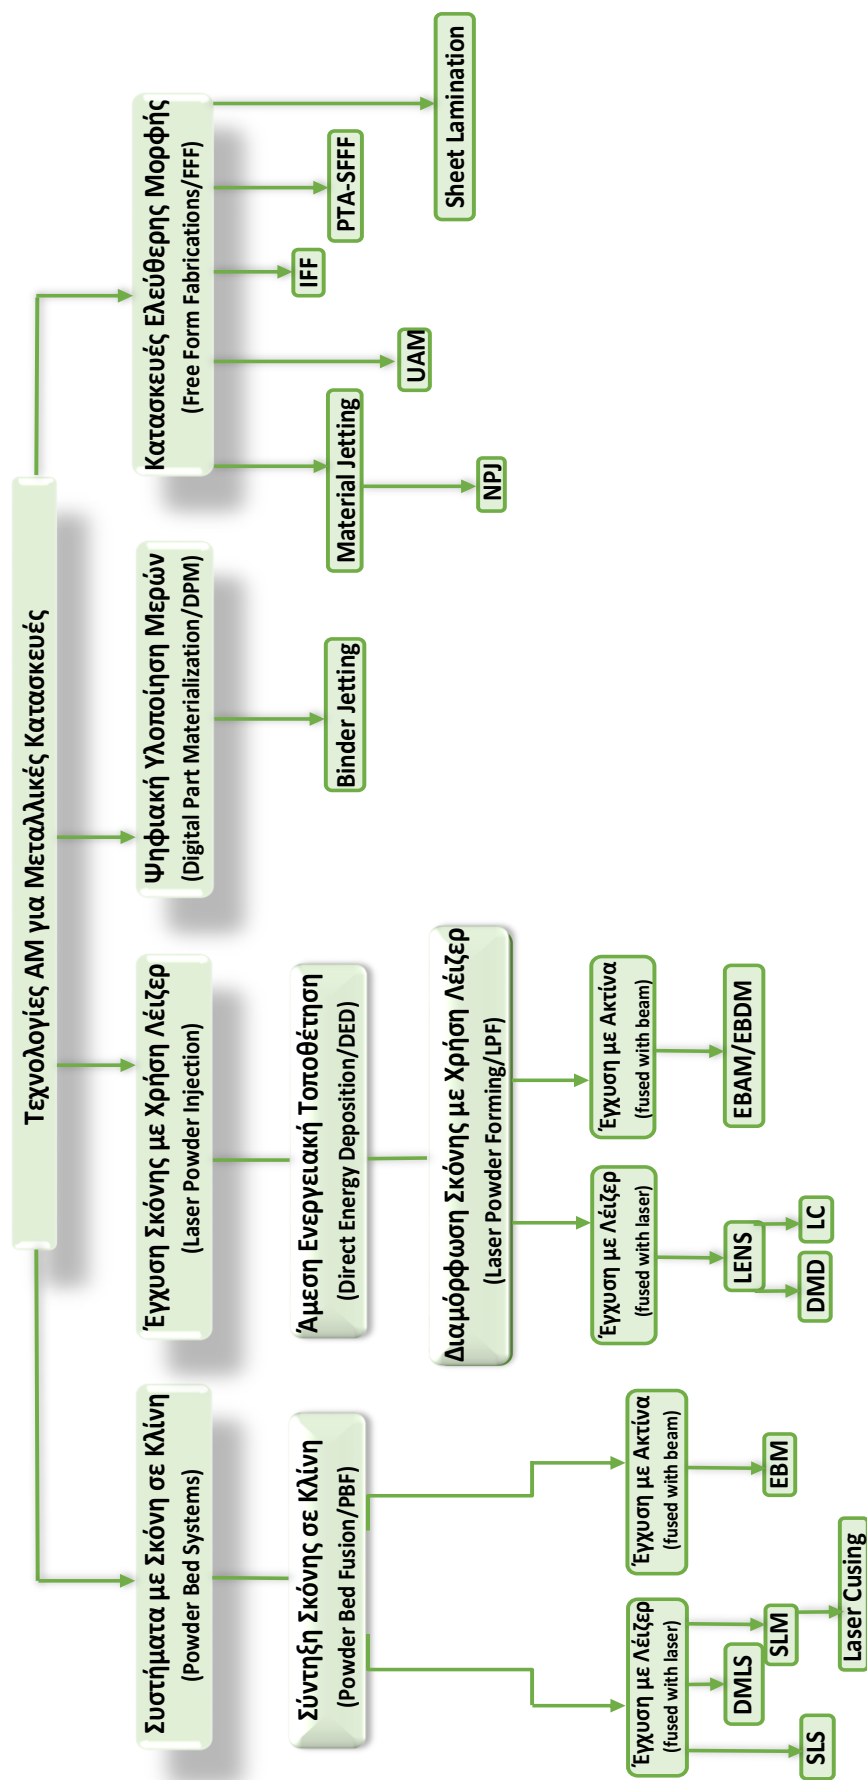 Τεχνολογίες AM για Μεταλλικές Κατασκευές
Συστήματα με Σκόνη σε Κλίνη
(Powder Bed Systems)
Έγχυση Σκόνης με Χρήση Λέιζερ
(Laser Powder Injection)
Ψηφιακή Υλοποίηση Μερών
(Digital Part Materialization/DPM)
Κατασκευές Ελεύθερης Μορφής
(Free Form Fabrications/FFF)
Σύντηξη Σκόνης σε Κλίνη
(Powder Bed Fusion/PBF)
Άμεση Ενεργειακή Τοποθέτηση
(Direct Energy Deposition/DED)
Binder Jetting
Material Jetting
UAM
IFF
PTA-SFFF
Sheet Lamination
NPJ
Διαμόρφωση Σκόνης με Χρήση Λέιζερ
(Laser Powder Forming/LPF)
Έγχυση με Λέιζερ
(fused with laser)
Έγχυση με Ακτίνα
(fused with beam)
Έγχυση με Λέιζερ
(fused with laser)
Έγχυση με Ακτίνα
(fused with beam)
SLS
DMLS
SLM
Laser Cusing
EBM
LENS
DMD
LC
EBAM/EBDM